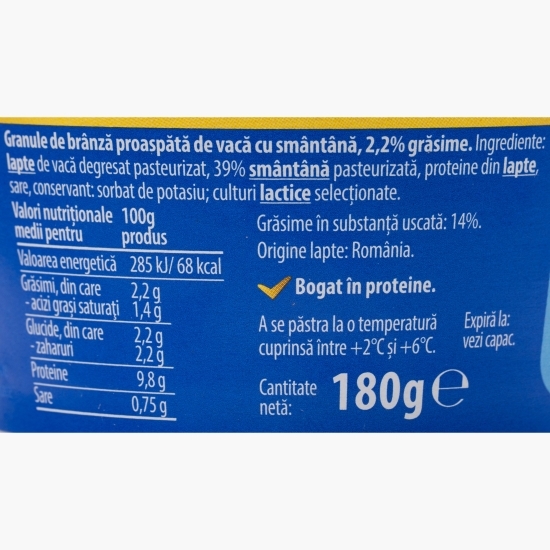 Granule de brânză proaspătă de vacă cu smântână, 2,2% grăsime. Ingrediente:
lapte de vacă degresat pasteurizat, 39% smântână pasteurizată, proteine din lapte,
sare, conservant: sorbat de potasiu; culturi lactice selecționate.
Valori nutriționale medii pentru 100g produs
Valoarea energetică 285 kJ/ 68 kcal
Grăsimi, din care 2,2 g
- acizi grași saturați 1,4 g
Glucide, din care 2,2 g
- zaharuri 2,2 g
Proteine 9,8 g
Sare 0,75 g
Grăsime în substanță uscată: 14%.
Origine lapte: România.
Bogat în proteine.
A se păstra la o temperatură
cuprinsă între +2°C și +6°C.
Expiră la:
vezi capac.
Cantitate
netă: 180g ℮